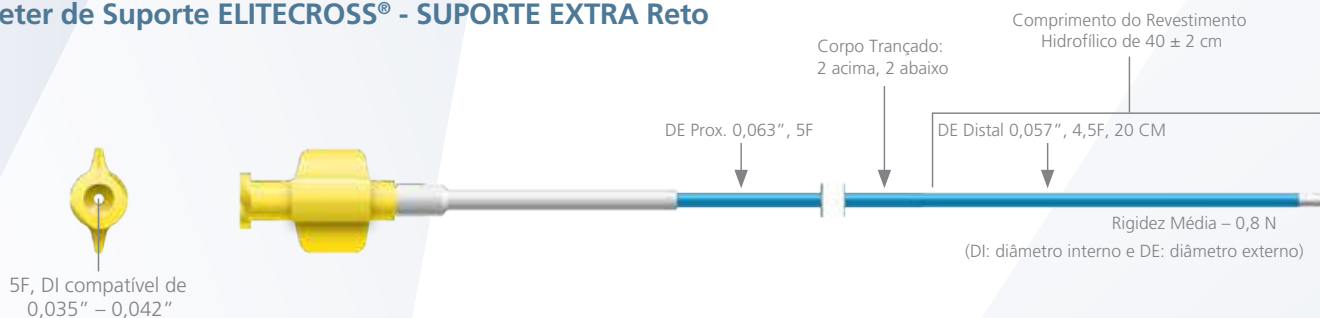 eter de Suporte ELITECROSS® - SUPORTE EXTRA Reto
Comprimento do Revestimento
Hidrofílico de 40 ± 2 cm
Corpo Trançado:
2 acima, 2 abaixo
DE Prox. 0,063”, 5F
DE Distal 0,057”, 4,5F, 20 CM
Rigidez Média – 0,8 N
(DI: diâmetro interno e DE: diâmetro externo)
5F, DI compatível de
0,035” – 0,042”